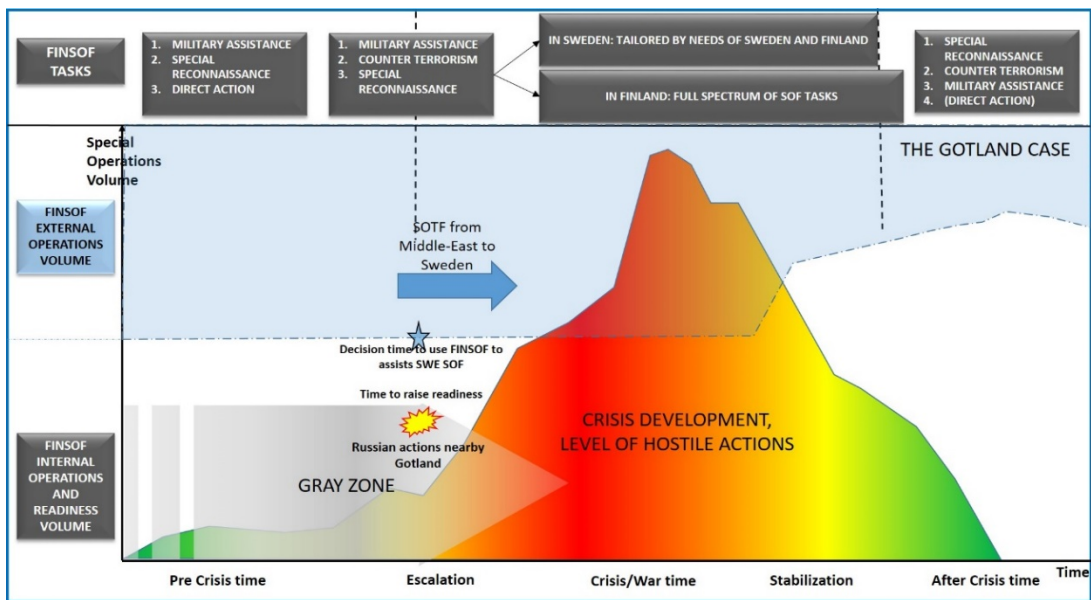 FINSOF
TASKS
1. MILITARY ASSISTANCE
2. SPECIAL
RECONNAISSANCE
3. DIRECT ACTION
1. MILITARY ASSISTANCE
2. COUNTER TERRORISM
3. SPECIAL
RECONNAISSANCE
IN SWEDEN: TAILORED BY NEEDS OF SWEDEN AND FINLAND
IN FINLAND: FULL SPECTRUM OF SOF TASKS
1. SPECIAL
RECONNAISSANCE
2. COUNTER TERRORISM
3. MILITARY ASSISTANCE
4. (DIRECT ACTION)
Special
Operations
Volume
THE GOTLAND CASE
FINSOF
EXTERNAL
OPERATIONS
VOLUME
SOTF from
Middle-East to
Sweden
Decision time to use FINSOF to
assists SWE SOF
Time to raise readiness
Russian actions nearby
Gotland
GRAY ZONE
CRISIS DEVELOPMENT,
LEVEL OF HOSTILE ACTIONS
FINSOF
INTERNAL
OPERATIONS
AND
READINESS
VOLUME
Pre Crisis time
Escalation
Crisis/War time
Stabilization
After Crisis time
Time